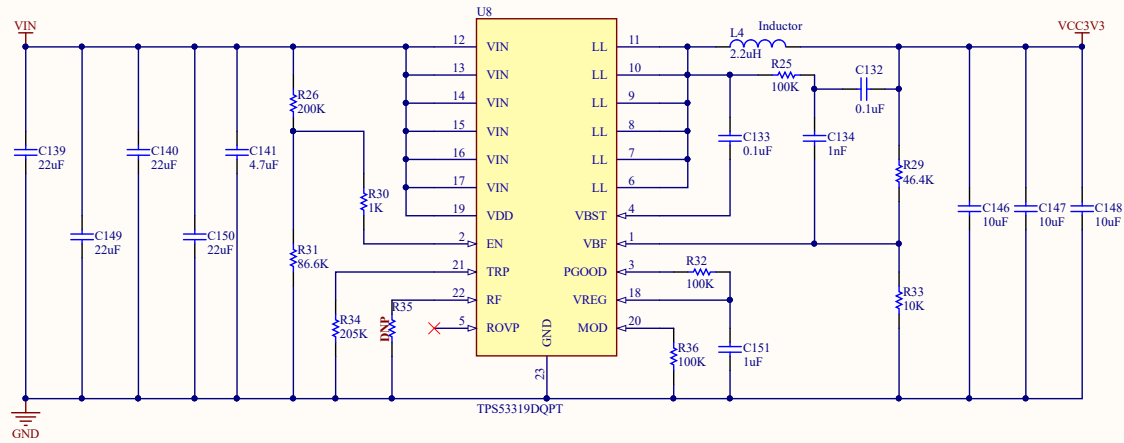 VIN
U8
VCC3V3
L4
Inductor
2.2uH
12
VIN
LL
11
13
VIN
LL
10
R25
100K
C132
0.1uF
R26
200K
14
VIN
LL
9
15
VIN
LL
8
C139
22uF
C140
22uF
C141
4.7uF
16
VIN
LL
7
C133
0.1uF
C134
1nF
R29
46.4K
17
VIN
LL
6
R30
1K
19
VDD
VBST
4
C146
10uF
C147
10uF
C148
10uF
C149
22uF
C150
22uF
2
EN
VBF
1
R31
86.6K
21
TRP
PGOOD
3
R32
100K
22
RF
VREG
18
R33
10K
R34
205K
R35
DNP
5
ROVP
MOD
20
GND
R36
100K
C151
1uF
23
TPS53319DQPT
GND